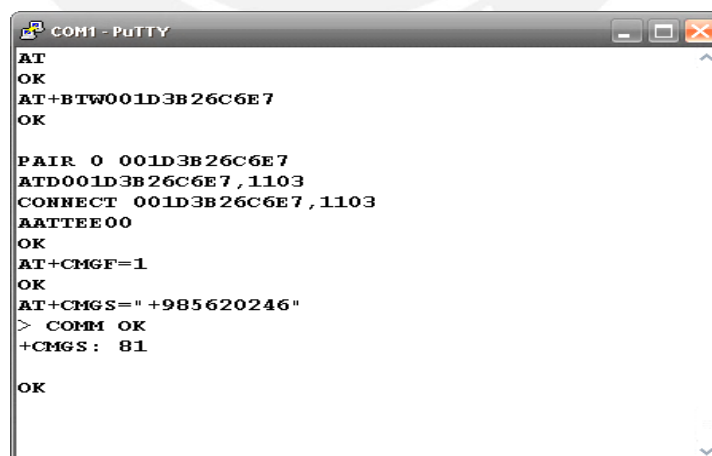 COM1 - PuTTY
AT
OK
AT+BTW001D3B26C6E7
OK
PAIR 0 001D3B26C6E7
ATD001D3B26C6E7,1103
CONNECT 001D3B26C6E7,1103
AATTEE00
OK
AT+CMGF=1
OK
AT+CMGS="+985620246"
> COMM OK
+CMGS: 81
OK